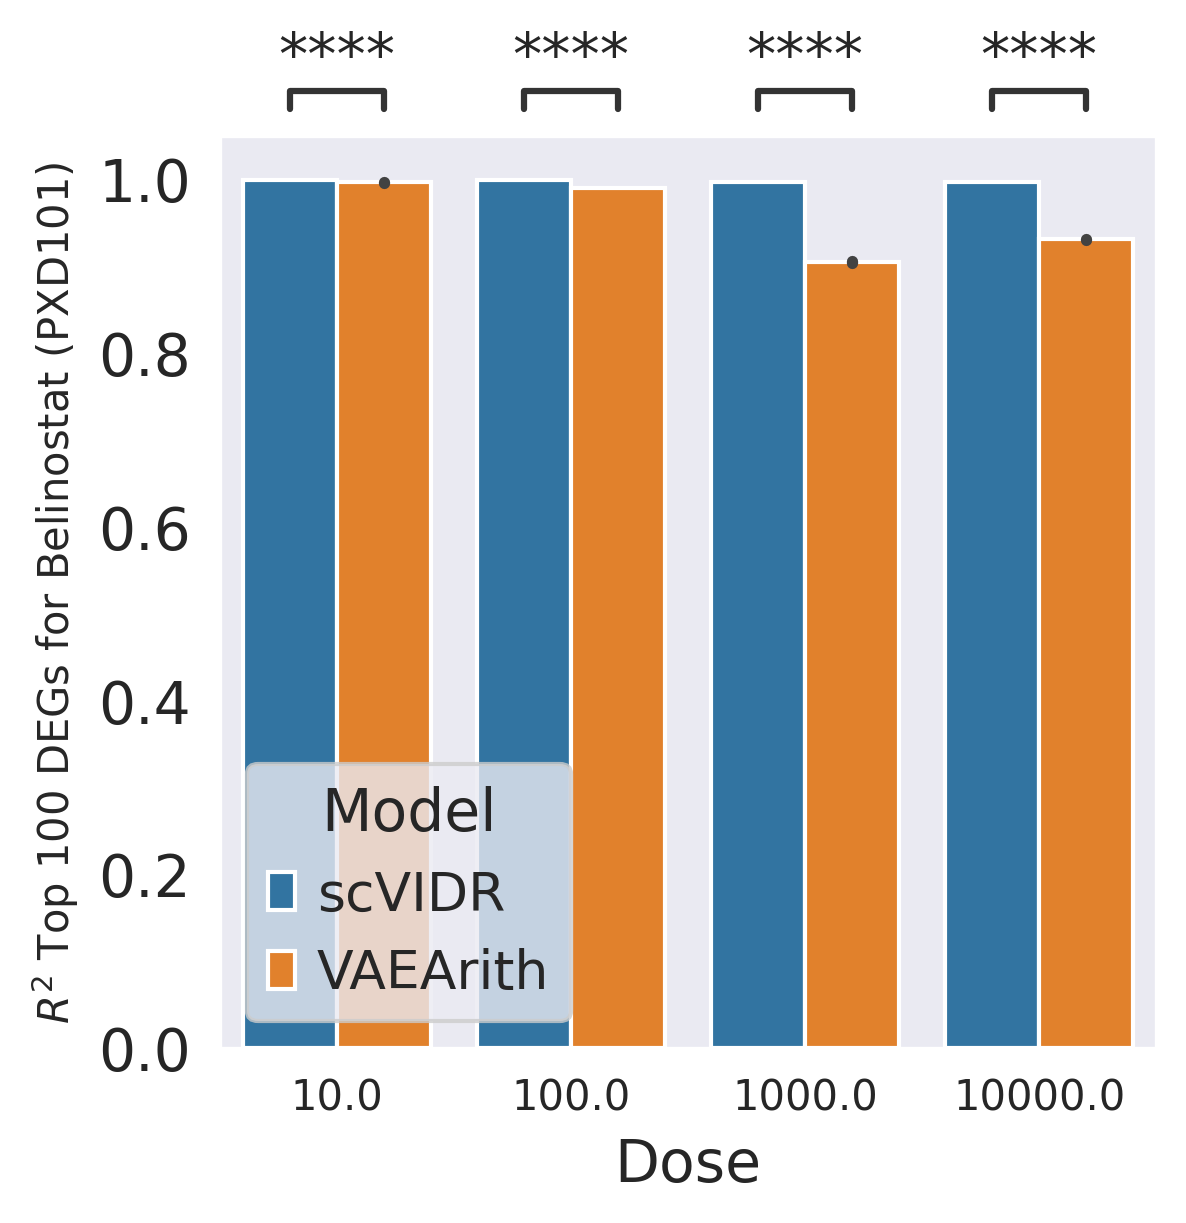 **** **** **** ****
R² Top 100 DEGs for Belinostat (PXD101)
1.0
0.8
0.6
0.4
0.2
0.0
Model
scVIDR
VAEArith
10.0 100.0 1000.0 10000.0
Dose